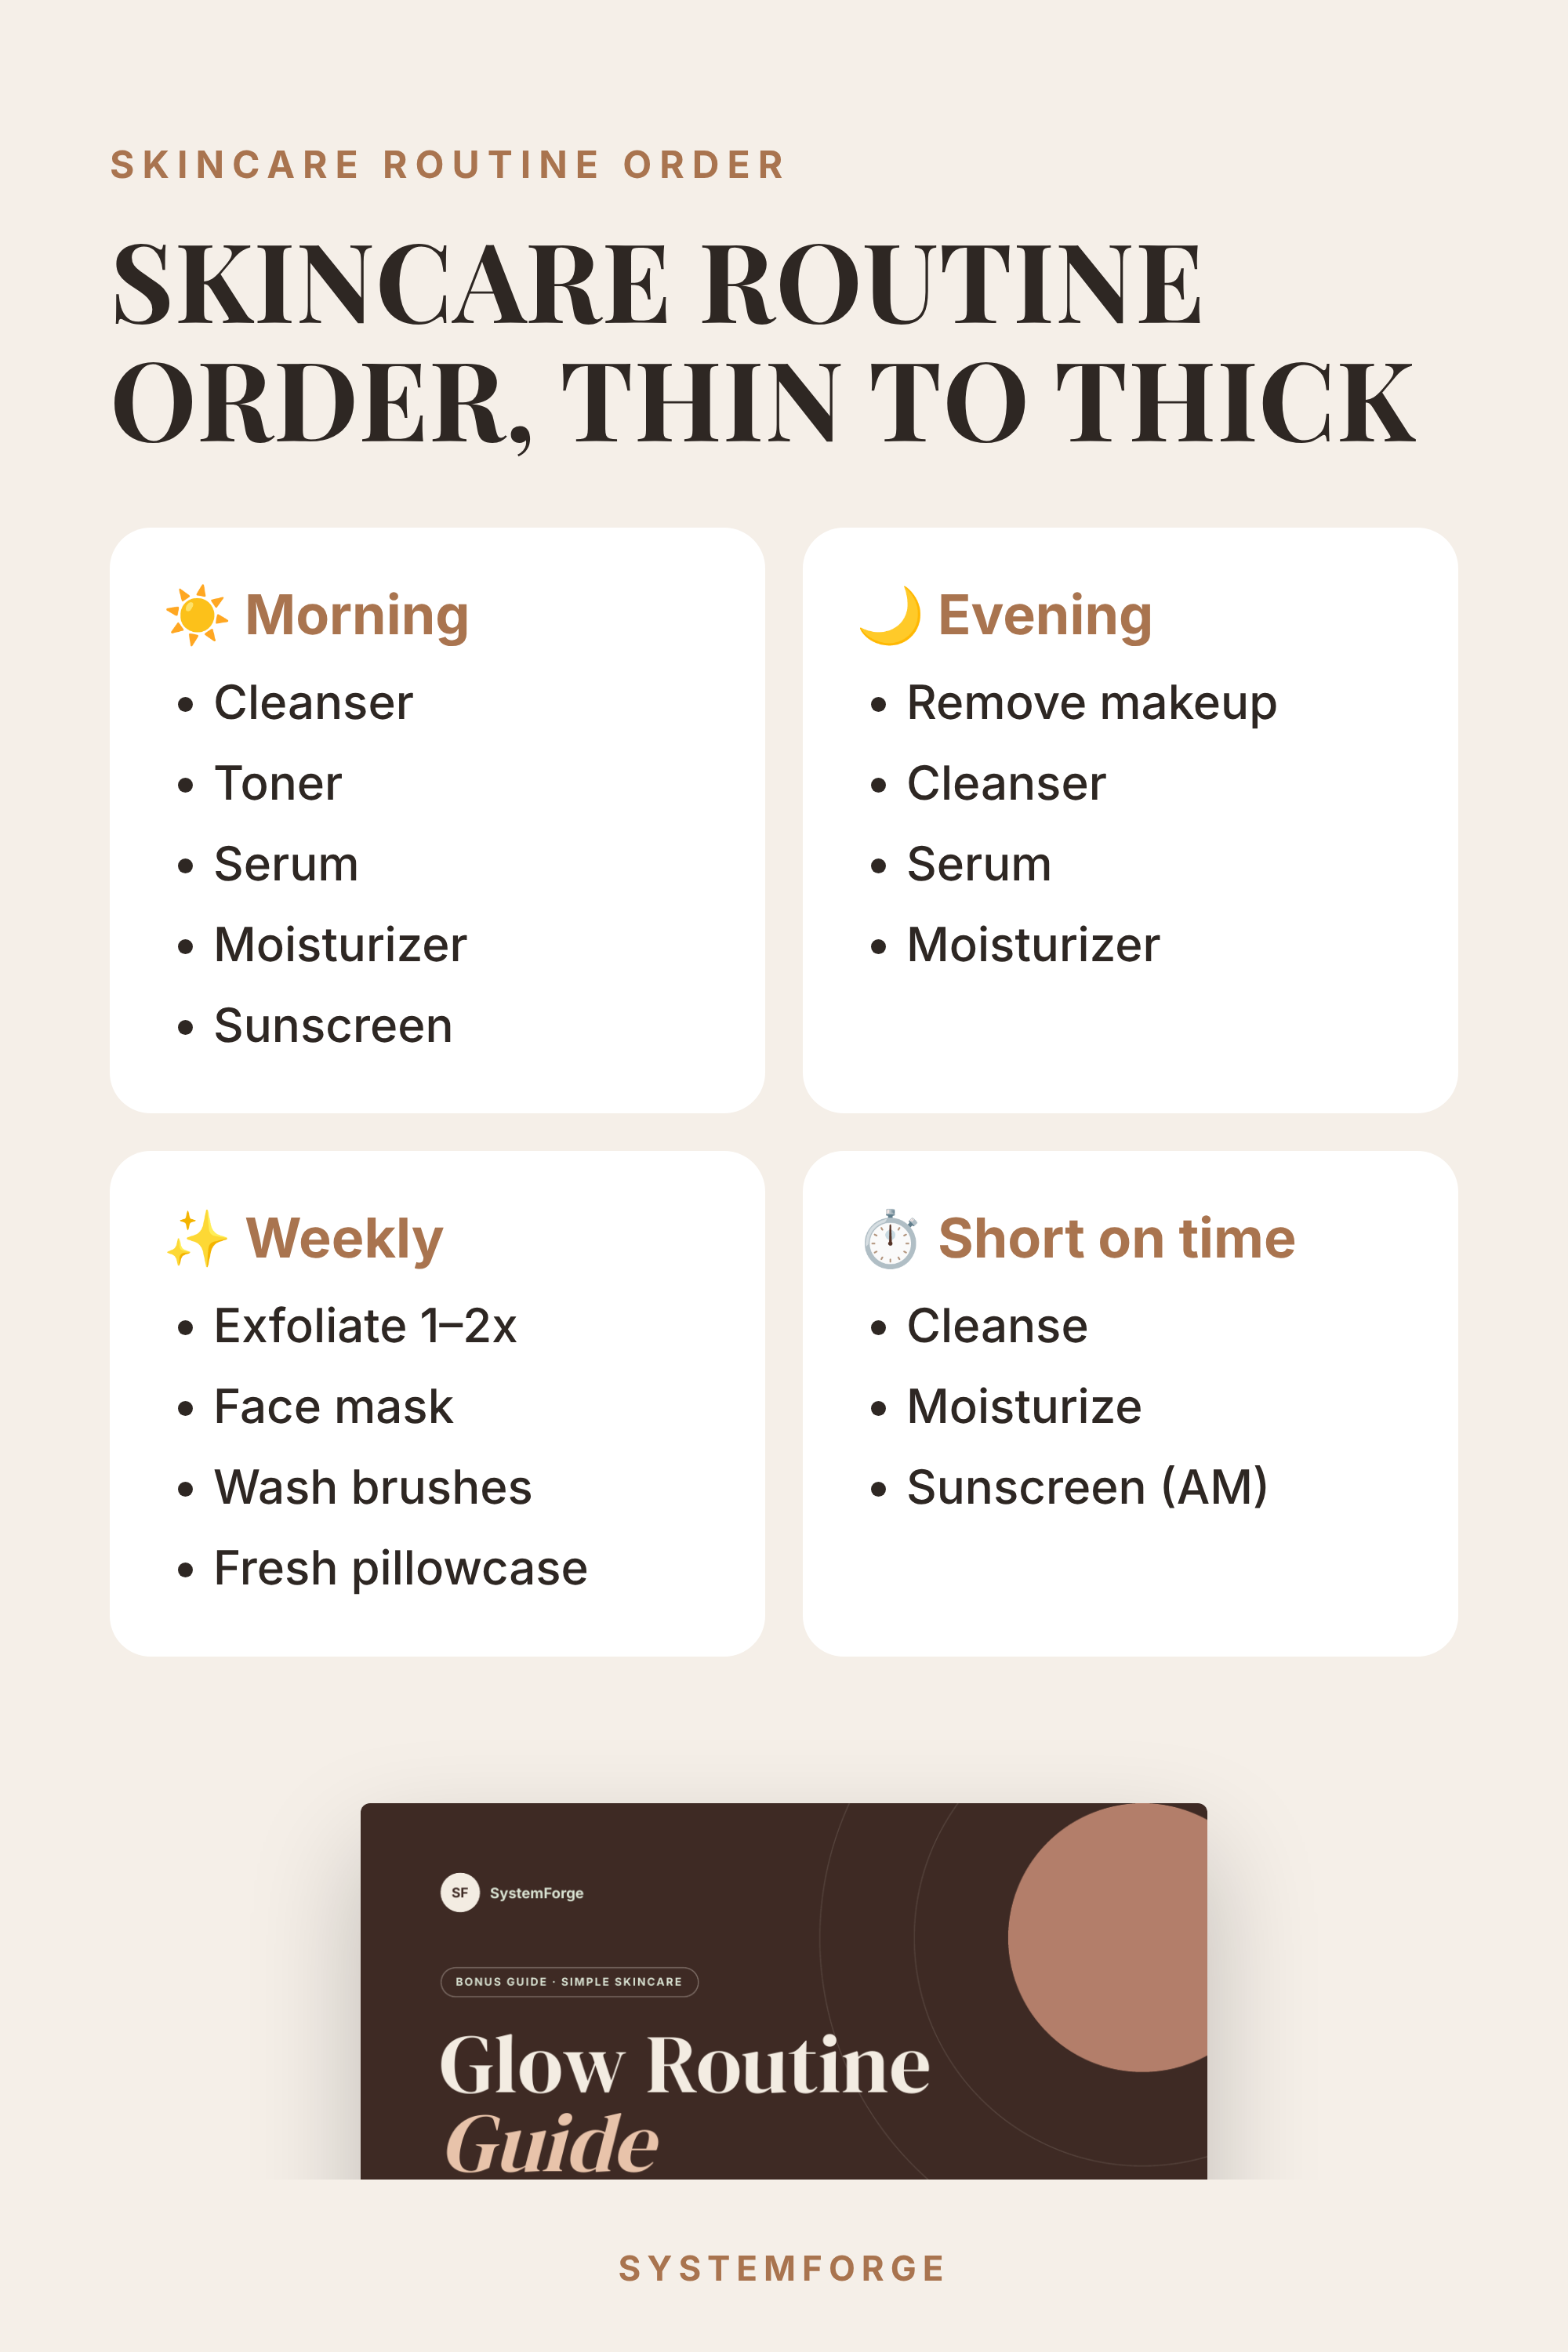 SKINCARE ROUTINE ORDER
SKINCARE ROUTINE
ORDER, THIN TO THICK
☀️ Morning
• Cleanser
• Toner
• Serum
• Moisturizer
• Sunscreen
🌙 Evening
• Remove makeup
• Cleanser
• Serum
• Moisturizer
✨ Weekly
• Exfoliate 1–2x
• Face mask
• Wash brushes
• Fresh pillowcase
⏱️ Short on time
• Cleanse
• Moisturize
• Sunscreen (AM)
SF SystemForge
BONUS GUIDE · SIMPLE SKINCARE
Glow Routine
Guide
SYSTEMFORGE